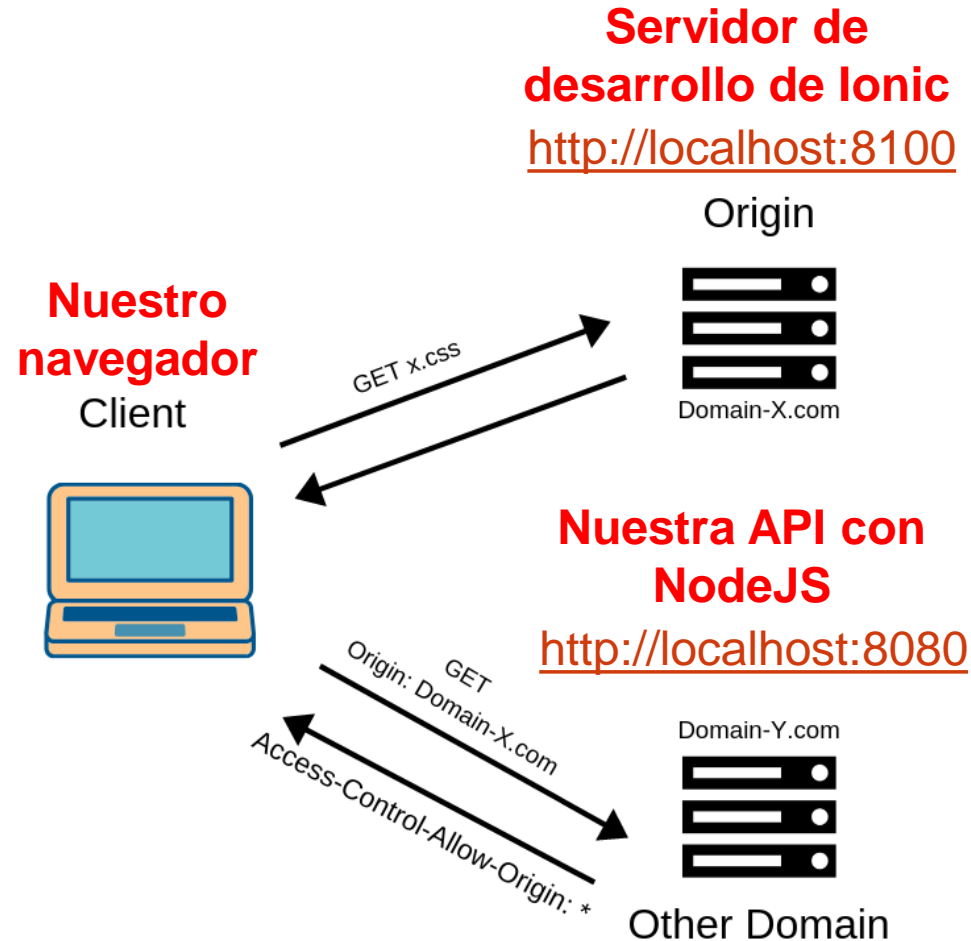 Servidor de
desarrollo de Ionic
http://localhost:8100
Origin
Domain-X.com
Nuestro
navegador
Client
GET x.css
Nuestra API con
NodeJS
http://localhost:8080
GET
Origin: Domain-X.com
Access-Control-Allow-Origin: *
Domain-Y.com
Other Domain